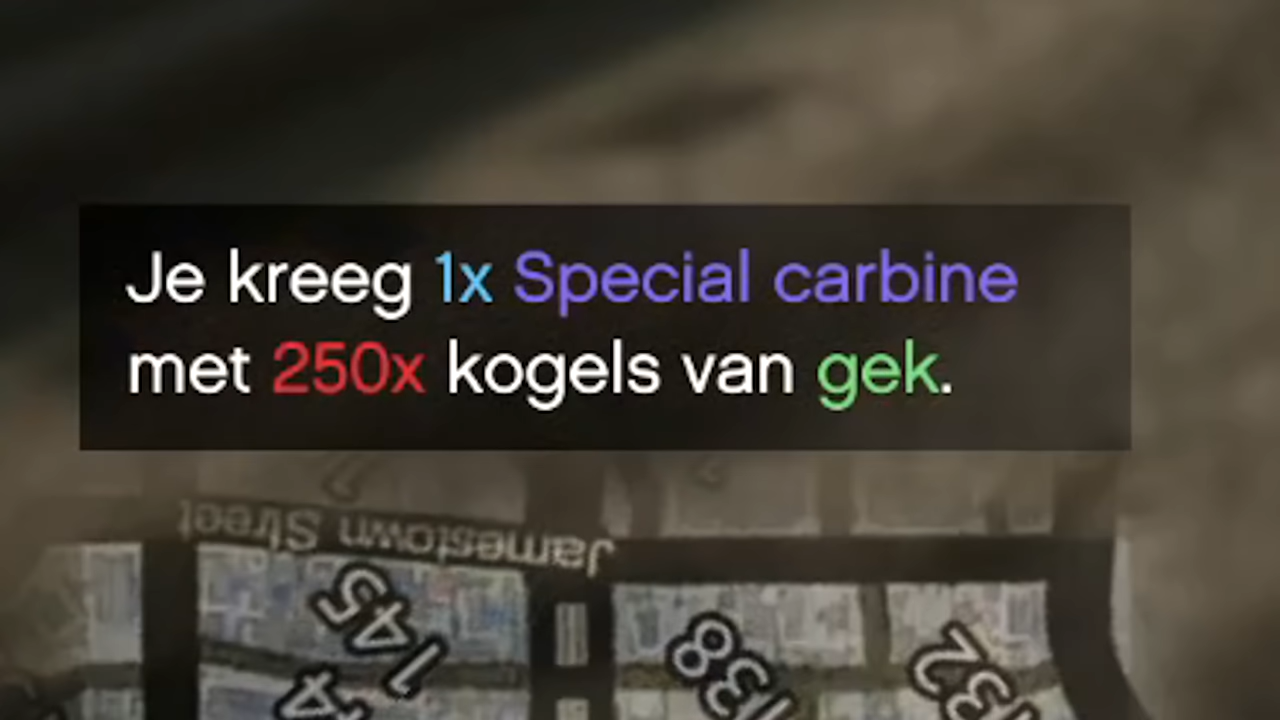 Je kreeg 1x Special carbine
met 250x kogels van gek.
Jamestown Street
145
138
132